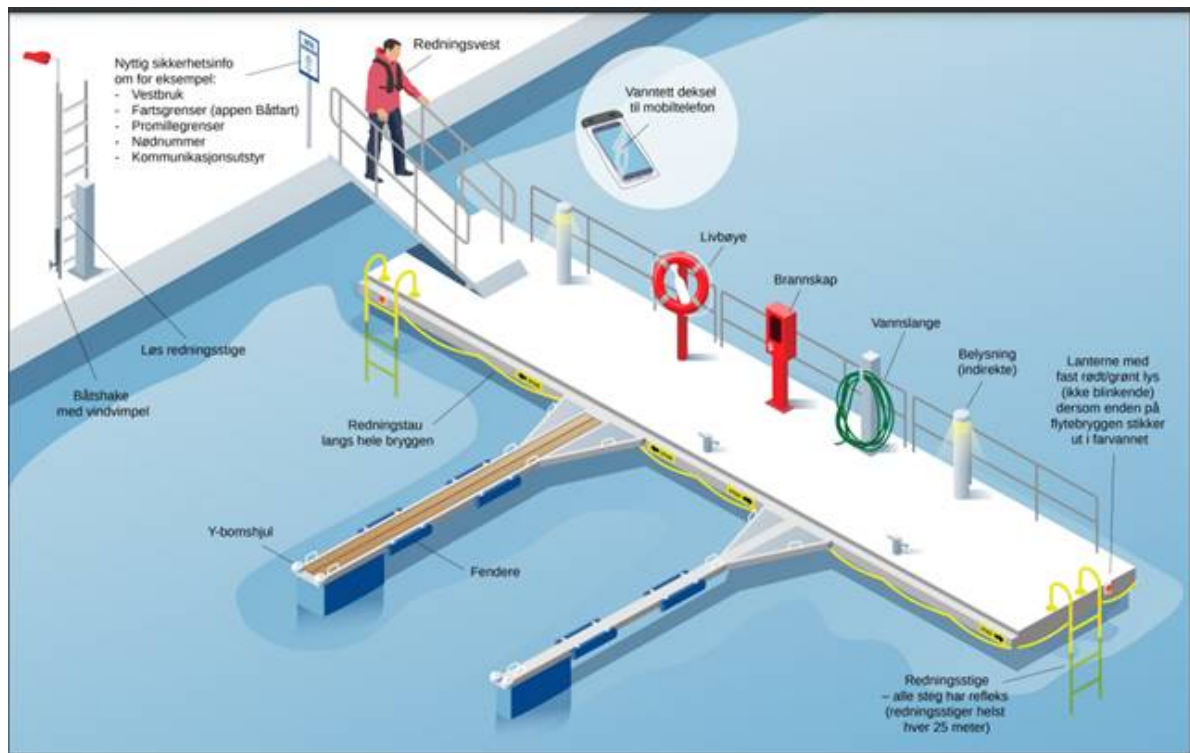 Nyttig sikkerhetsinfo
om for eksempel:
- Vestbruk
- Fartsgrenser (appen Båtfart)
- Promillegrenser
- Nødnummer
- Kommunikasjonsutstyr
Redningsvest
Vanntett deksel
til mobiltelefon
Livbøye
Brannskap
Vannslange
Belysning
(indirekte)
Lanterne med
fast rødt/grønt lys
(ikke blinkende)
dersom enden på
flytebryggen stikker
ut i farvannet
Løs redningsstige
Båtshake
med vindvimpel
Redningstau
langs hele bryggen
Y-bomshjul
Fendere
Redningsstige
– alle steg har refleks
(redningsstiger helst
hver 25 meter)